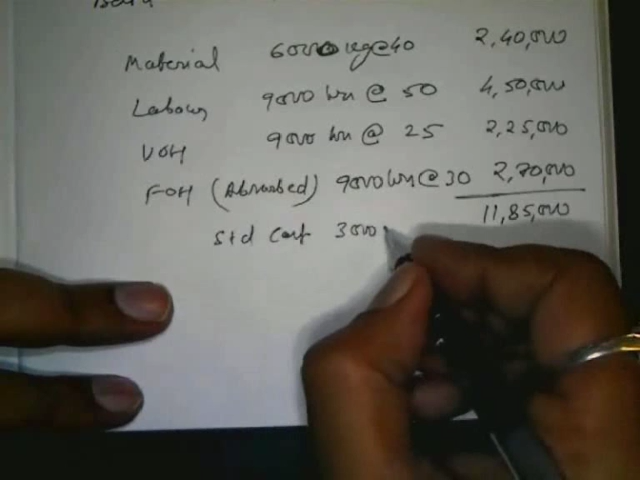 Material 6000 kg@40 2,40,000
Labour 9000 hrs @ 50 4,50,000
VOH 9000 hrs @ 25 2,25,000
FOH (Absorbed) 9000 hrs @ 30 2,70,000
11,85,000
Std Cost 3000